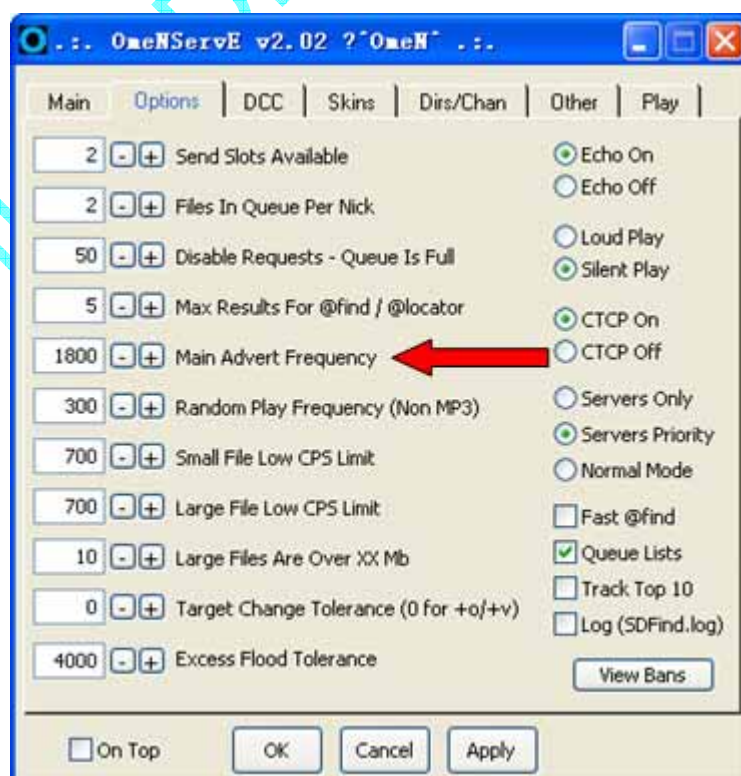 .:. OmeNServE v2.02 ?ˆOmeNˆ .:.
Main Options DCC Skins Dirs/Chan Other Play
2 - + Send Slots Available
2 - + Files In Queue Per Nick
50 - + Disable Requests - Queue Is Full
5 - + Max Results For @find / @locator
1800 - + Main Advert Frequency
300 - + Random Play Frequency (Non MP3)
700 - + Small File Low CPS Limit
700 - + Large File Low CPS Limit
10 - + Large Files Are Over XX Mb
0 - + Target Change Tolerance (0 for +o/+v)
4000 - + Excess Flood Tolerance
Echo On
Echo Off
Loud Play
Silent Play
CTCP On
CTCP Off
Servers Only
Servers Priority
Normal Mode
Fast @find
Queue Lists
Track Top 10
Log (SDFind.log)
View Bans
On Top OK Cancel Apply